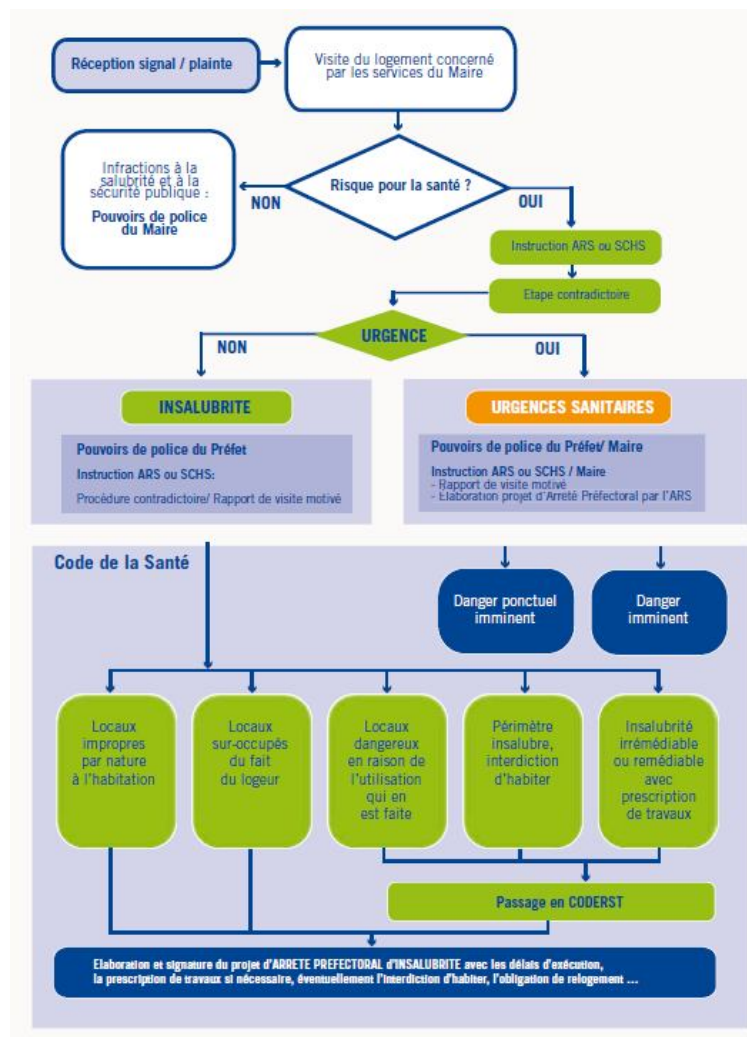 Réception signal / plainte
Visite du logement concerné
par les services du Maire
Infractions à la
salubrité et à la
sécurité publique :
Pouvoirs de police
du Maire
NON
Risque pour la santé ?
OUI
Instruction ARS ou SCHS
Etape contradictoire
URGENCE
NON
OUI
INSALUBRITE
Pouvoirs de police du Préfet
Instruction ARS ou SCHS:
Procédure contradictoire/ Rapport de visite motivé
URGENCES SANITAIRES
Pouvoirs de police du Préfet/ Maire
Instruction ARS ou SCHS / Maire
- Rapport de visite motivé
- Elaboration projet d'Arreté Préfectoral par l'ARS
Code de la Santé
Danger ponctuel
imminent
Danger
imminent
Locaux
impropres
par nature
à l'habitation
Locaux
sur-occupés
du fait
du logeur
Locaux
dangereux
en raison de
l'utilisation
qui en
est faite
Périmètre
insalubre,
interdiction
d'habiter
Insalubrité
irrémédiable
ou remédiable
avec
prescription
de travaux
Passage en CODERST
Elaboration et signature du projet d'ARRETE PREFECTORAL d'INSALUBRITE avec les délais d'exécution,
la prescription de travaux si nécessaire, éventuellement l'interdiction d'habiter, l'obligation de relogement ...